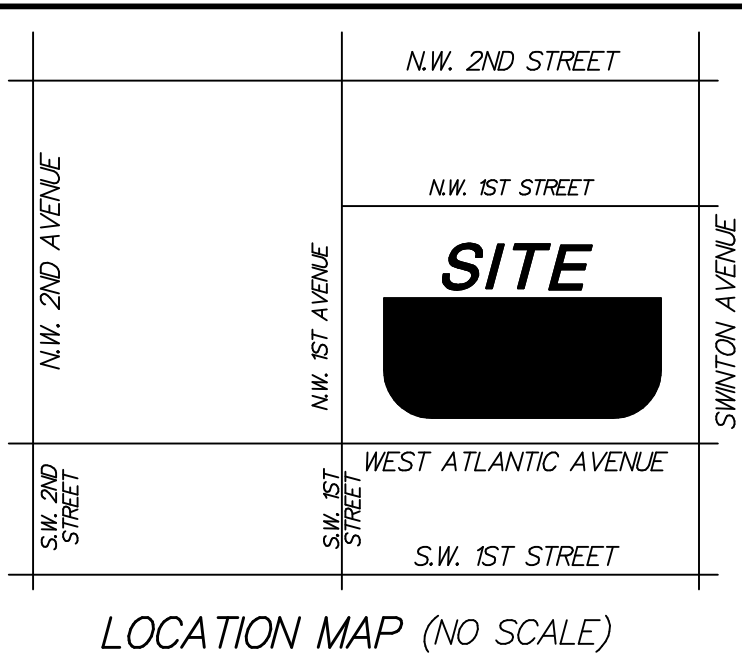 N.W. 2ND STREET
N.W. 1ST STREET
N.W. 2ND AVENUE
N.W. 1ST AVENUE
SITE
SWINTON AVENUE
WEST ATLANTIC AVENUE
S.W. 2ND
STREET
S.W. 1ST
STREET
S.W. 1ST STREET
LOCATION MAP (NO SCALE)